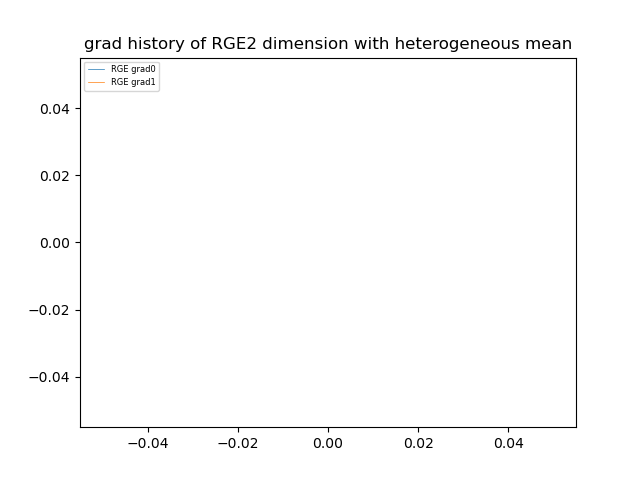 grad history of RGE2 dimension with heterogeneous mean
RGE grad0
RGE grad1
0.04
0.02
0.00
−0.02
−0.04
−0.04 −0.02 0.00 0.02 0.04